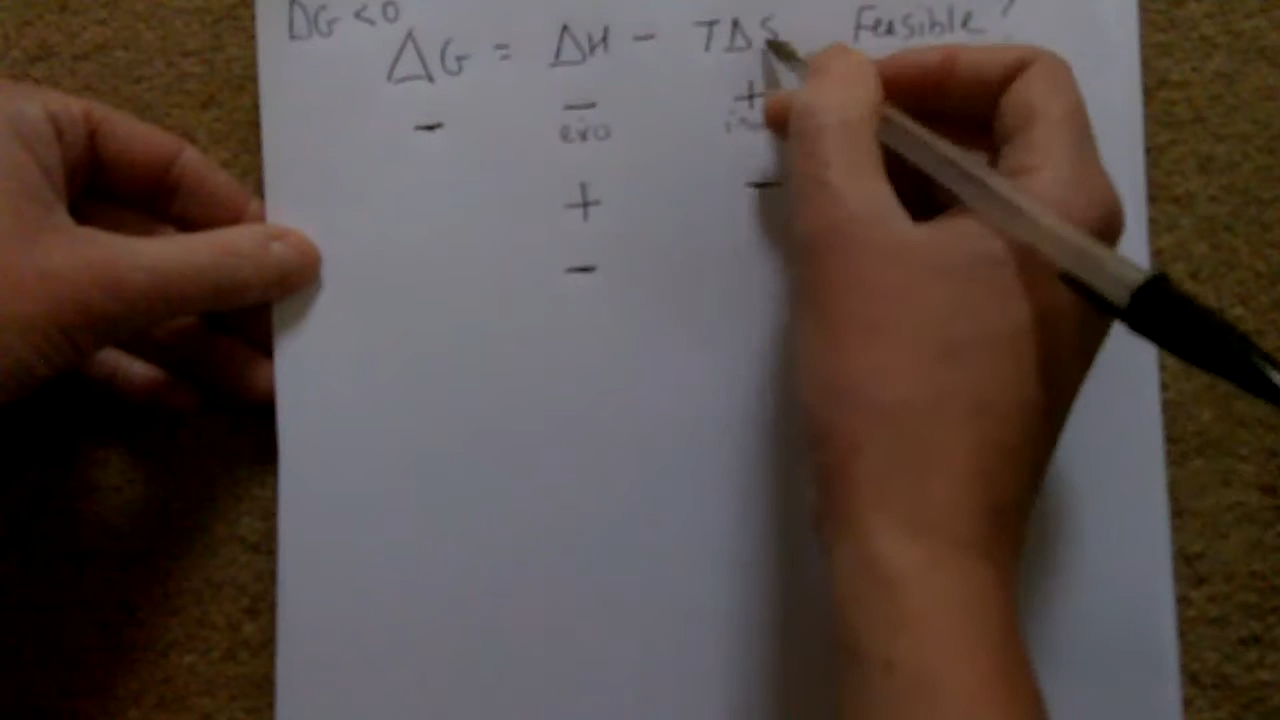 ΔG <0
ΔG = ΔH - TΔS Feasible?
- - +
exo
+ -
-